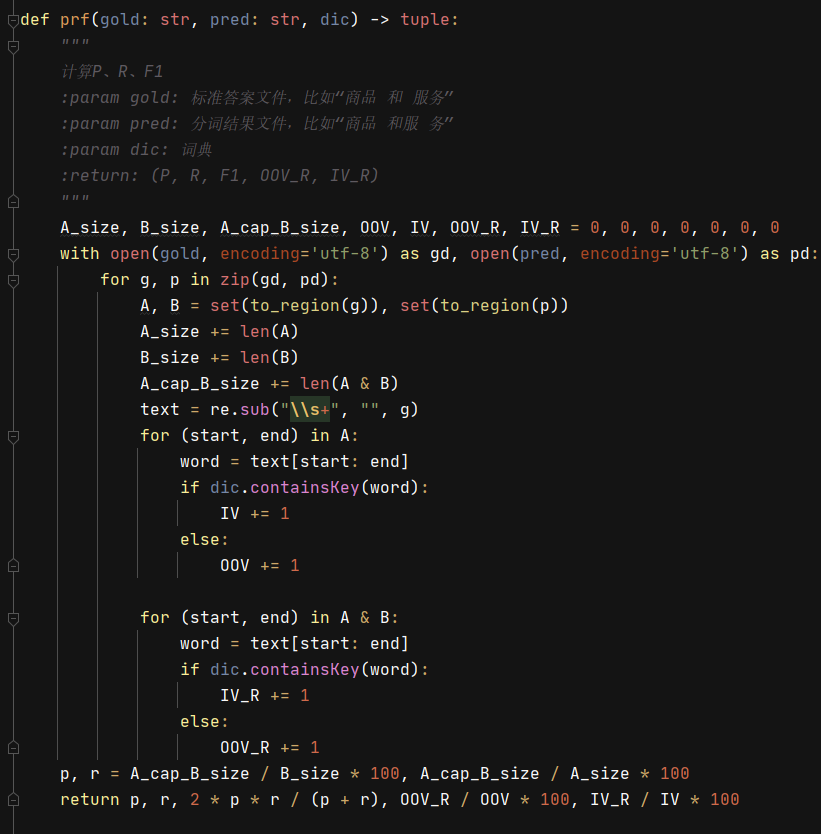 def prf(gold: str, pred: str, dic) -> tuple:
    """
    计算P、R、F1
    :param gold: 标准答案文件，比如“商品 和 服务”
    :param pred: 分词结果文件，比如“商品 和服 务”
    :param dic: 词典
    :return: (P, R, F1, OOV_R, IV_R)
    """
    A_size, B_size, A_cap_B_size, OOV, IV, OOV_R, IV_R = 0, 0, 0, 0, 0, 0, 0
    with open(gold, encoding='utf-8') as gd, open(pred, encoding='utf-8') as pd:
        for g, p in zip(gd, pd):
            A, B = set(to_region(g)), set(to_region(p))
            A_size += len(A)
            B_size += len(B)
            A_cap_B_size += len(A & B)
            text = re.sub("\\s+", "", g)
            for (start, end) in A:
                word = text[start: end]
                if dic.containsKey(word):
                    IV += 1
                else:
                    OOV += 1

            for (start, end) in A & B:
                word = text[start: end]
                if dic.containsKey(word):
                    IV_R += 1
                else:
                    OOV_R += 1
    p, r = A_cap_B_size / B_size * 100, A_cap_B_size / A_size * 100
    return p, r, 2 * p * r / (p + r), OOV_R / OOV * 100, IV_R / IV * 100